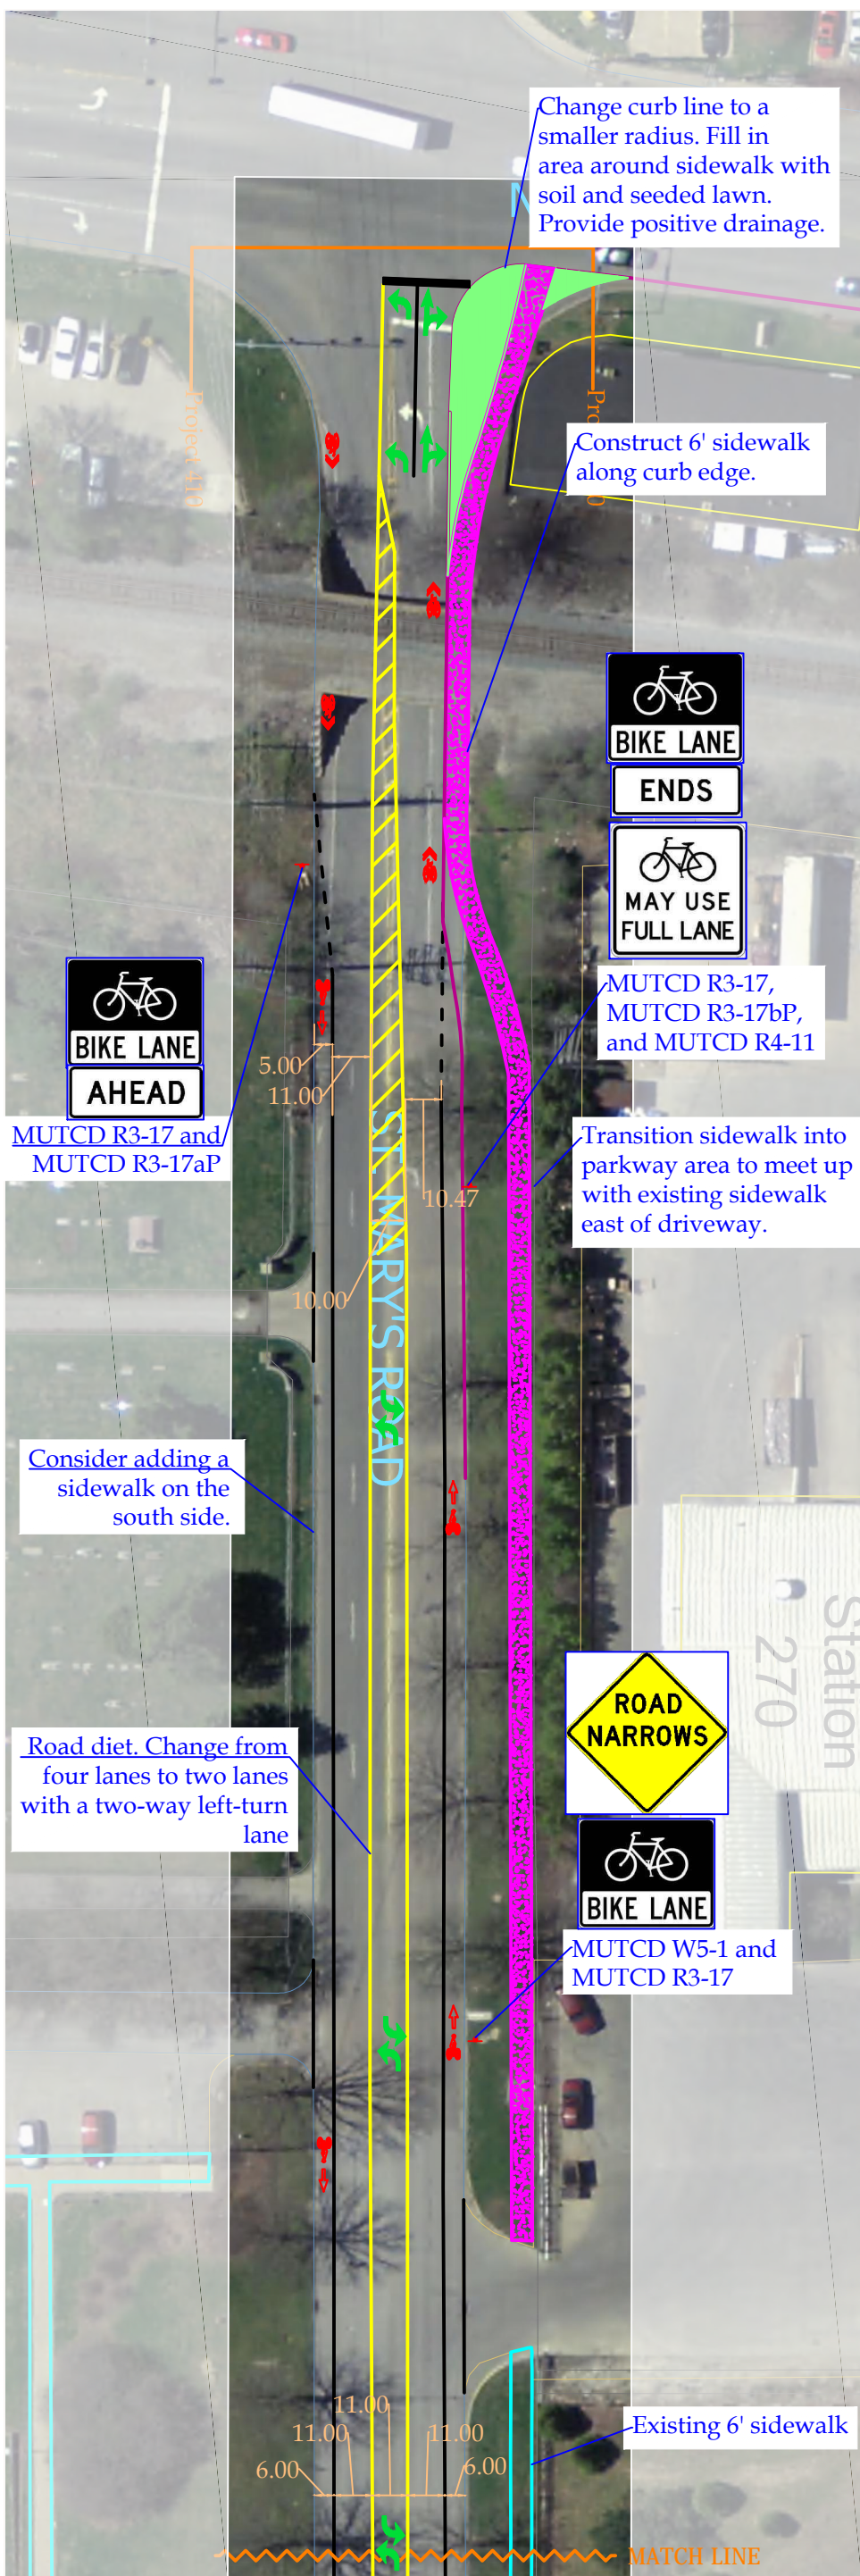 Change curb line to a
smaller radius. Fill in
area around sidewalk with
soil and seeded lawn.
Provide positive drainage.
N
Project 410
Pro
0
Construct 6' sidewalk
along curb edge.
BIKE LANE
ENDS
MAY USE
FULL LANE
MUTCD R3-17,
MUTCD R3-17bP,
and MUTCD R4-11
BIKE LANE
AHEAD
MUTCD R3-17 and
MUTCD R3-17aP
5.00
11.00
10.47
10.00
ST. MARY'S ROAD
Transition sidewalk into
parkway area to meet up
with existing sidewalk
east of driveway.
Consider adding a
sidewalk on the
south side.
Station
270
ROAD
NARROWS
BIKE LANE
MUTCD W5-1 and
MUTCD R3-17
Road diet. Change from
four lanes to two lanes
with a two-way left-turn
lane
11.00
11.00
11.00
6.00
6.00
Existing 6' sidewalk
MATCH LINE